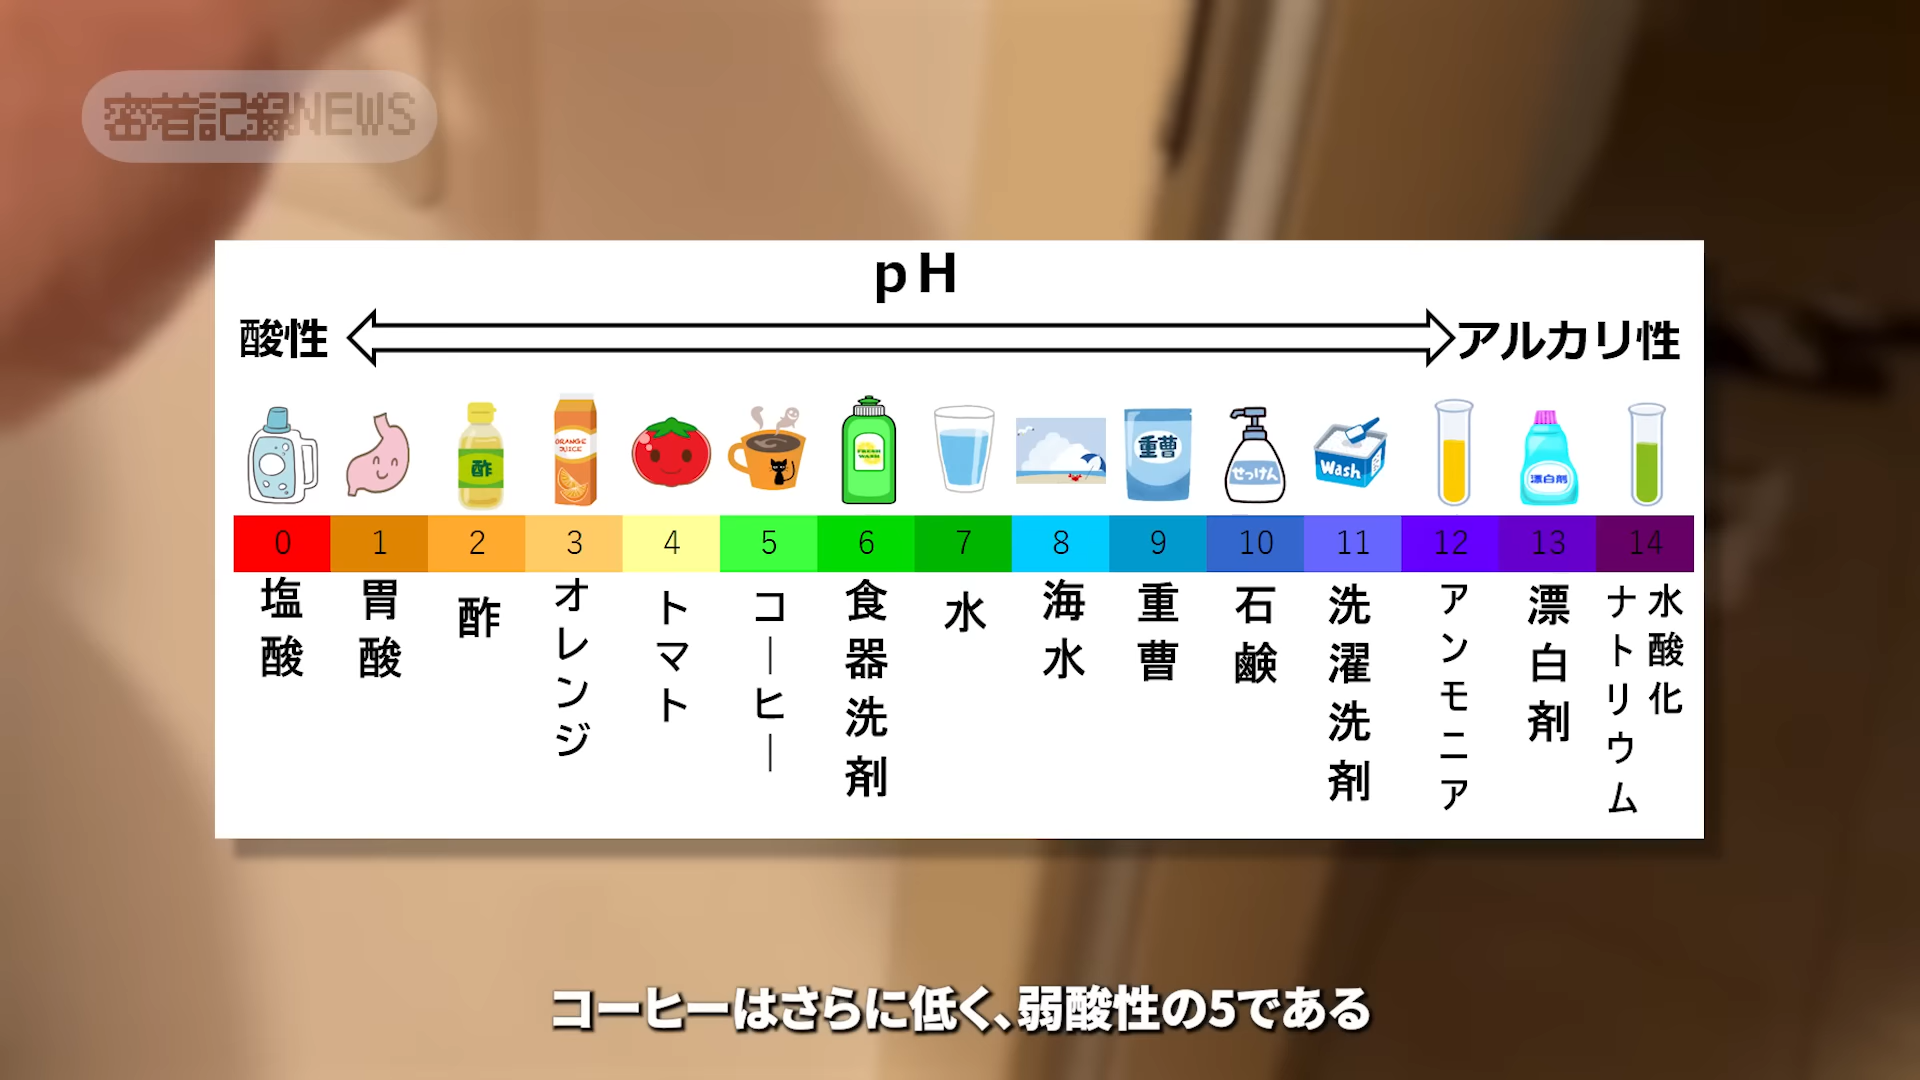 密着記録NEWS
pH
酸性
アルカリ性
酢
ORANGE
JUICE
FRESH
WASH
重曹
せっけん
Wash
漂白剤
0 1 2 3 4 5 6 7 8 9 10 11 12 13 14
塩酸
胃酸
酢
オレンジ
トマト
コーヒー
食器洗剤
水
海水
重曹
石鹸
洗濯洗剤
アンモニア
漂白剤
水酸化
ナトリウム
コーヒーはさらに低く、弱酸性の5である